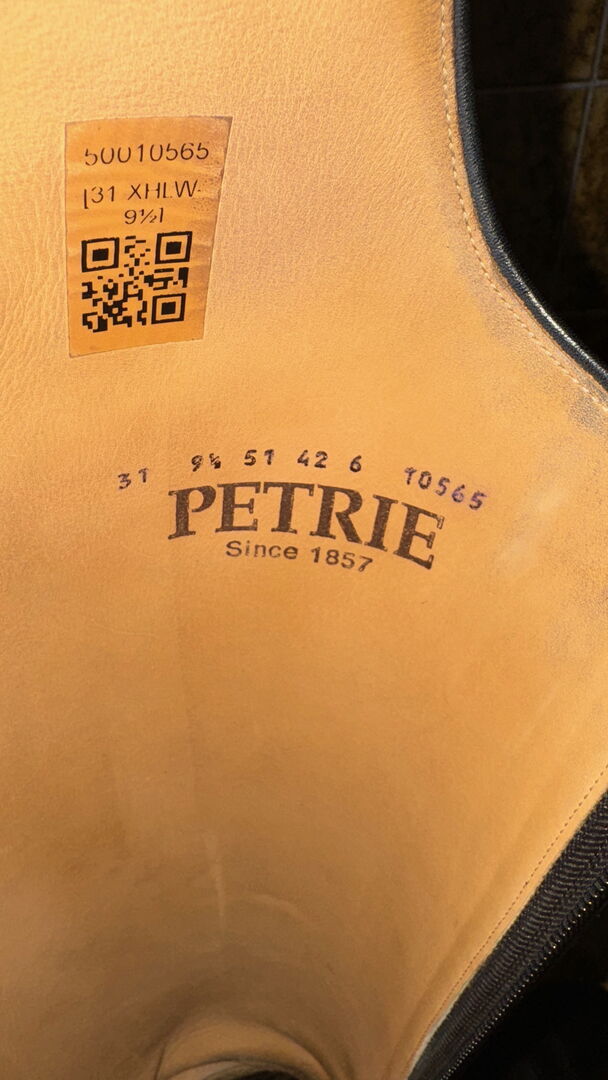 50010565
[31 XHLW-
9½]
31 9½ 51 42 6 10565
PETRIE
Since 1857